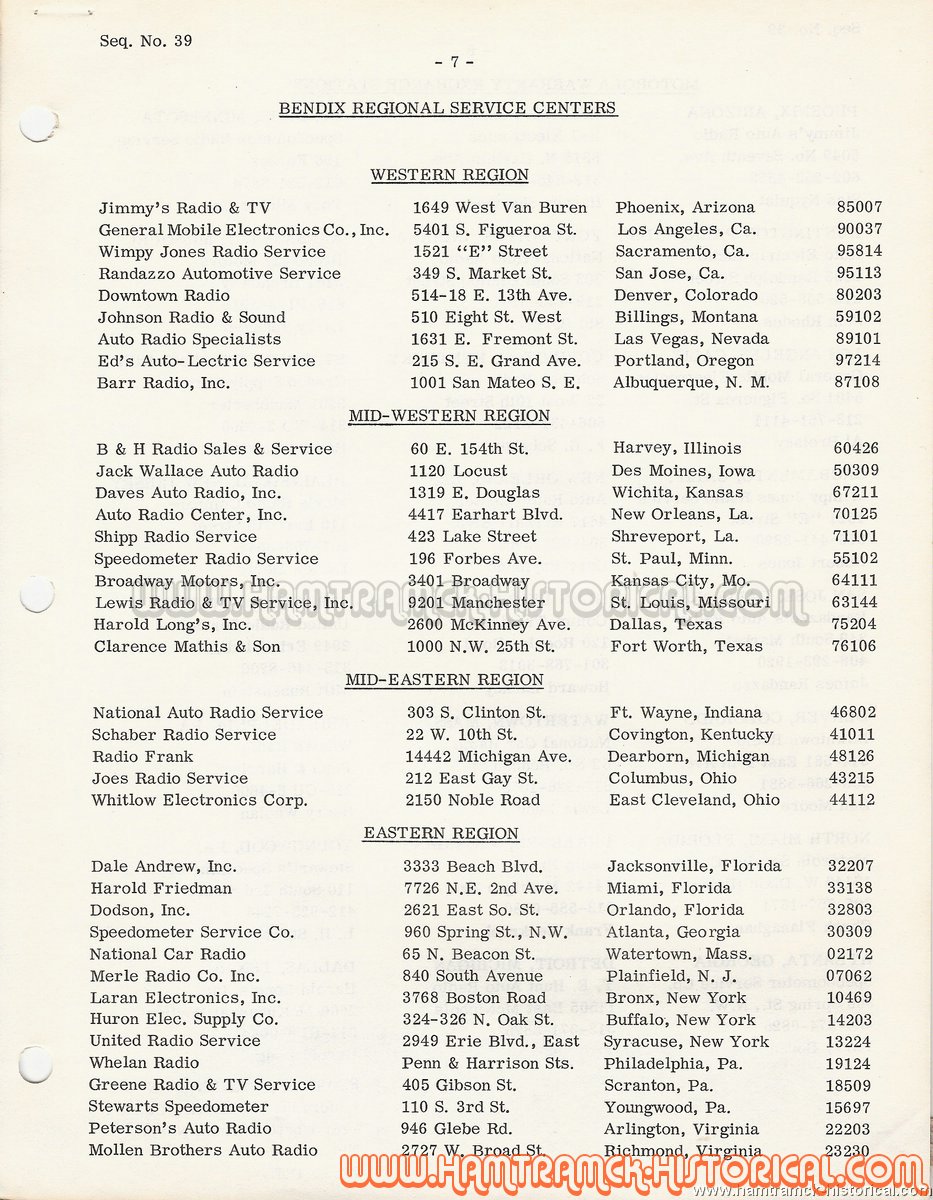 Seq. No. 39
- 7 -
BENDIX REGIONAL SERVICE CENTERS
WESTERN REGION
Jimmy's Radio & TV 1649 West Van Buren Phoenix, Arizona 85007
General Mobile Electronics Co., Inc. 5401 S. Figueroa St. Los Angeles, Ca. 90037
Wimpy Jones Radio Service 1521 "E" Street Sacramento, Ca. 95814
Randazzo Automotive Service 349 S. Market St. San Jose, Ca. 95113
Downtown Radio 514-18 E. 13th Ave. Denver, Colorado 80203
Johnson Radio & Sound 510 Eight St. West Billings, Montana 59102
Auto Radio Specialists 1631 E. Fremont St. Las Vegas, Nevada 89101
Ed's Auto-Lectric Service 215 S. E. Grand Ave. Portland, Oregon 97214
Barr Radio, Inc. 1001 San Mateo S. E. Albuquerque, N. M. 87108
MID-WESTERN REGION
B & H Radio Sales & Service 60 E. 154th St. Harvey, Illinois 60426
Jack Wallace Auto Radio 1120 Locust Des Moines, Iowa 50309
Daves Auto Radio, Inc. 1319 E. Douglas Wichita, Kansas 67211
Auto Radio Center, Inc. 4417 Earhart Blvd. New Orleans, La. 70125
Shipp Radio Service 423 Lake Street Shreveport, La. 71101
Speedometer Radio Service 196 Forbes Ave. St. Paul, Minn. 55102
Broadway Motors, Inc. 3401 Broadway Kansas City, Mo. 64111
Lewis Radio & TV Service, Inc. 9201 Manchester St. Louis, Missouri 63144
www.Hamtramck-Historical.com
Harold Long's, Inc. 2600 McKinney Ave. Dallas, Texas 75204
Clarence Mathis & Son 1000 N.W. 25th St. Fort Worth, Texas 76106
MID-EASTERN REGION
National Auto Radio Service 303 S. Clinton St. Ft. Wayne, Indiana 46802
Schaber Radio Service 22 W. 10th St. Covington, Kentucky 41011
Radio Frank 14442 Michigan Ave. Dearborn, Michigan 48126
Joes Radio Service 212 East Gay St. Columbus, Ohio 43215
Whitlow Electronics Corp. 2150 Noble Road East Cleveland, Ohio 44112
EASTERN REGION
Dale Andrew, Inc. 3333 Beach Blvd. Jacksonville, Florida 32207
Harold Friedman 7726 N.E. 2nd Ave. Miami, Florida 33138
Dodson, Inc. 2621 East So. St. Orlando, Florida 32803
Speedometer Service Co. 960 Spring St., N.W. Atlanta, Georgia 30309
National Car Radio 65 N. Beacon St. Watertown, Mass. 02172
Merle Radio Co. Inc. 840 South Avenue Plainfield, N. J. 07062
Laran Electronics, Inc. 3768 Boston Road Bronx, New York 10469
Huron Elec. Supply Co. 324-326 N. Oak St. Buffalo, New York 14203
United Radio Service 2949 Erie Blvd., East Syracuse, New York 13224
Whelan Radio Penn & Harrison Sts. Philadelphia, Pa. 19124
Greene Radio & TV Service 405 Gibson St. Scranton, Pa. 18509
Stewarts Speedometer 110 S. 3rd St. Youngwood, Pa. 15697
Peterson's Auto Radio 946 Glebe Rd. Arlington, Virginia 22203
Mollen Brothers Auto Radio 2727 W. Broad St. Richmond, Virginia 23230
www.Hamtramck-Historical.com
www.hamtramck-historical.com